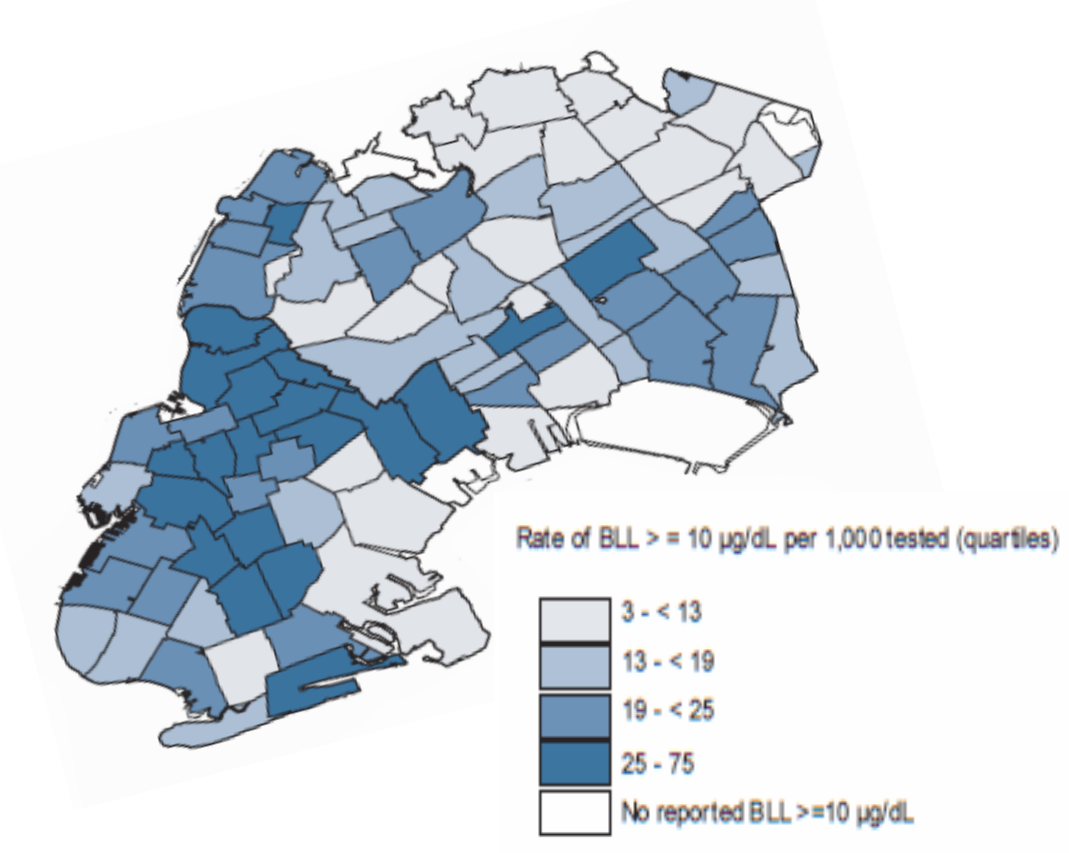 Rate of BLL > = 10 µg/dL per 1,000 tested (quartiles)
3 - < 13
13 - < 19
19 - < 25
25 - 75
No reported BLL >=10 µg/dL